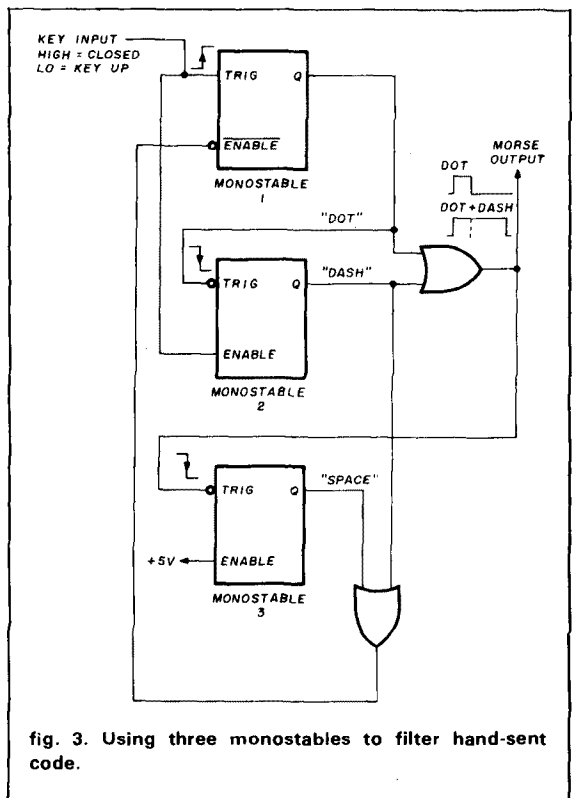 KEY INPUT
HIGH = CLOSED
LO = KEY UP
TRIG Q
ENABLE
MONOSTABLE
1
MORSE
OUTPUT
DOT
DOT+DASH
"DOT"
TRIG "DASH" Q
ENABLE
MONOSTABLE
2
TRIG Q "SPACE"
+5V ENABLE
MONOSTABLE
3
fig. 3. Using three monostables to filter hand-sent
code.